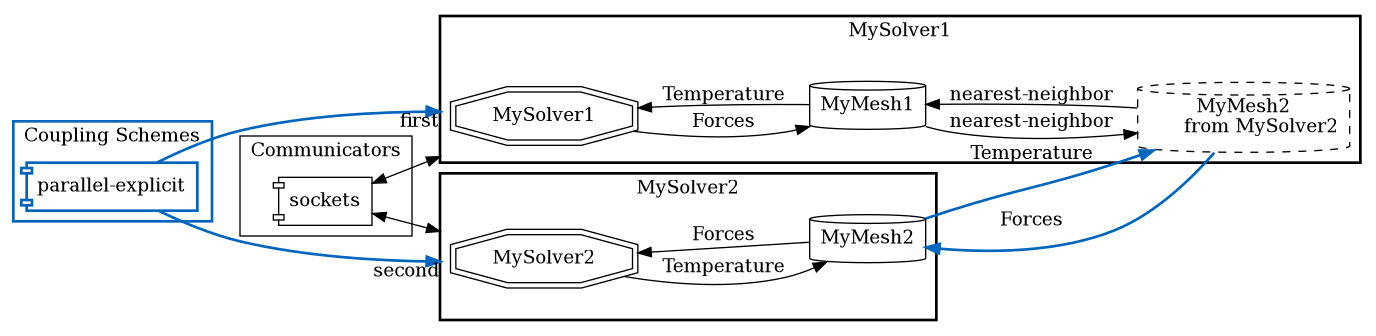 MySolver1
Temperature
nearest-neighbor
MyMesh1
MyMesh2
from MySolver2
MySolver1
Forces
nearest-neighbor
first
Coupling Schemes
Communicators
Temperature
parallel-explicit
sockets
MySolver2
Forces
Forces
MyMesh2
MySolver2
Temperature
second